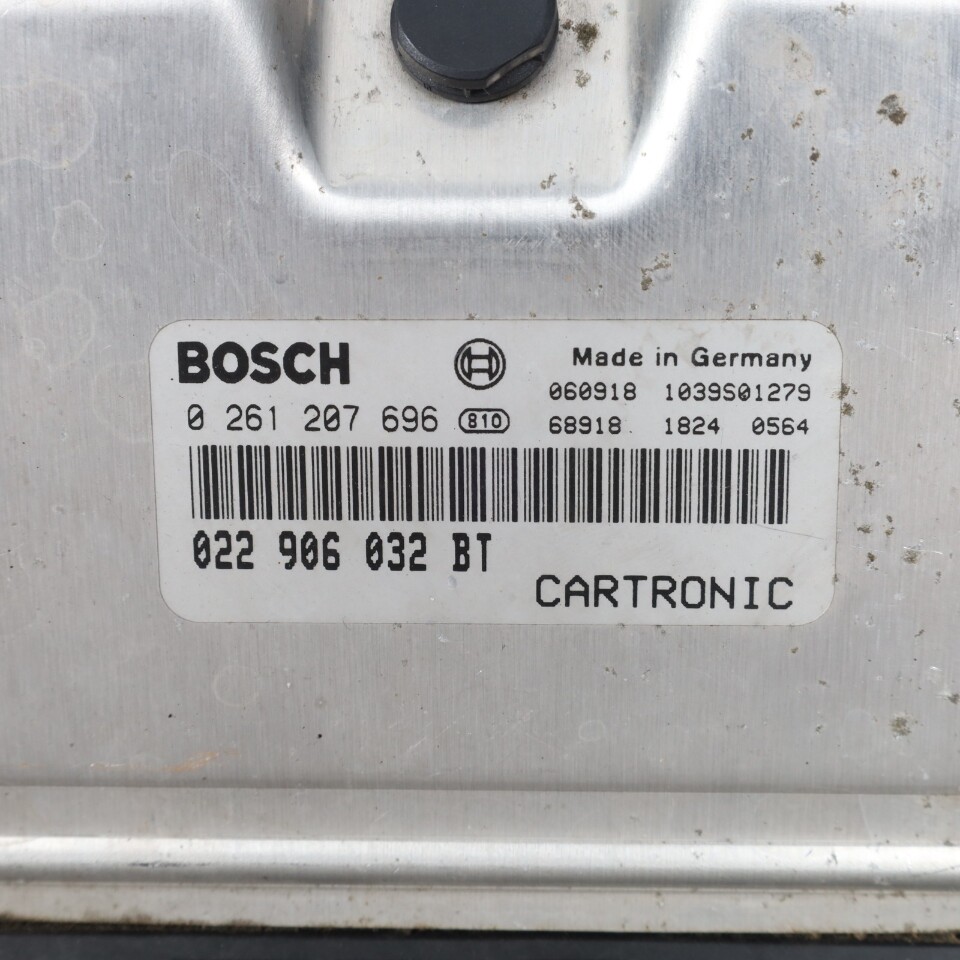 BOSCH
Made in Germany
060918 1039S01279
0 261 207 696 810
68918 1824 0564
022 906 032 BT
CARTRONIC